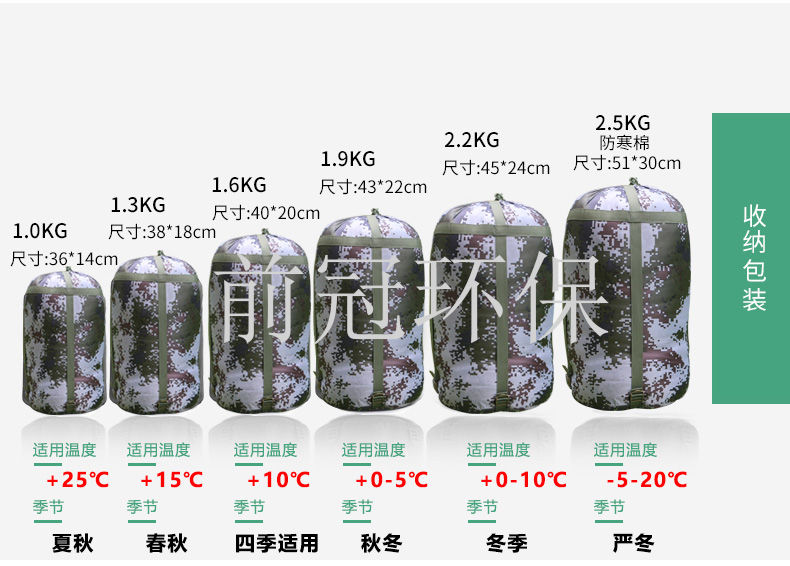 1.0KG
尺寸:36*14cm
1.3KG
尺寸:38*18cm
1.6KG
尺寸:40*20cm
1.9KG
尺寸:43*22cm
2.2KG
尺寸:45*24cm
2.5KG
防寒棉
尺寸:51*30cm
收纳包装
前冠环保
适用温度 适用温度 适用温度 适用温度 适用温度 适用温度
+25℃ +15℃ +10℃ +0-5℃ +0-10℃ -5-20℃
季节 季节 季节 季节 季节 季节
夏秋 春秋 四季适用 秋冬 冬季 严冬